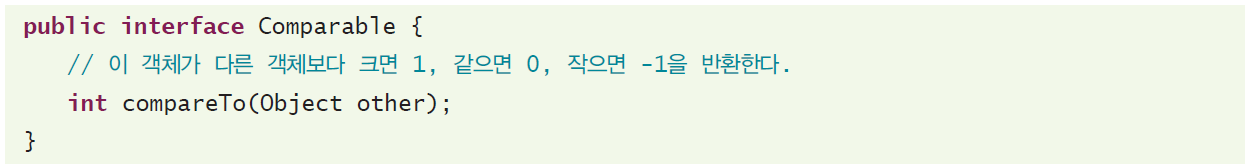 public interface Comparable {
// 이 객체가 다른 객체보다 크면 1, 같으면 0, 작으면 -1을 반환한다.
int compareTo(Object other);
}